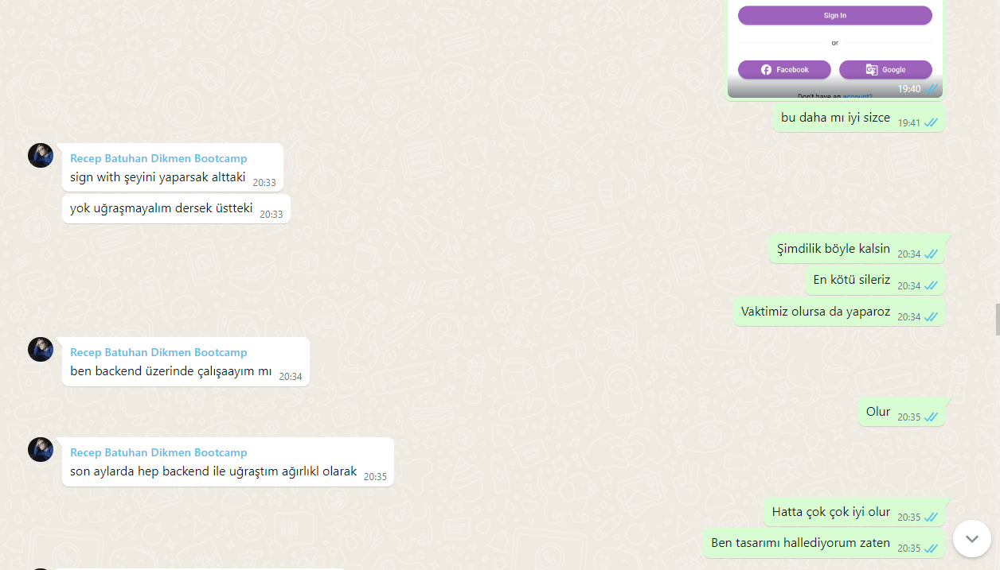 Sign In
or
Facebook
Google
Don't have an account?
19:40
bu daha mı iyi sizce 19:41
Recep Batuhan Dikmen Bootcamp
sign with şeyini yaparsak alttaki 20:33
yok uğraşmayalım dersek üstteki 20:33
Şimdilik böyle kalsin 20:34
En kötü sileriz 20:34
Vaktimiz olursa da yaparoz 20:34
Recep Batuhan Dikmen Bootcamp
ben backend üzerinde çalışaayım mı 20:34
Olur 20:35
Recep Batuhan Dikmen Bootcamp
son aylarda hep backend ile uğraştım ağırlıkl olarak 20:35
Hatta çok çok iyi olur 20:35
Ben tasarımı hallediyorum zaten 20:35